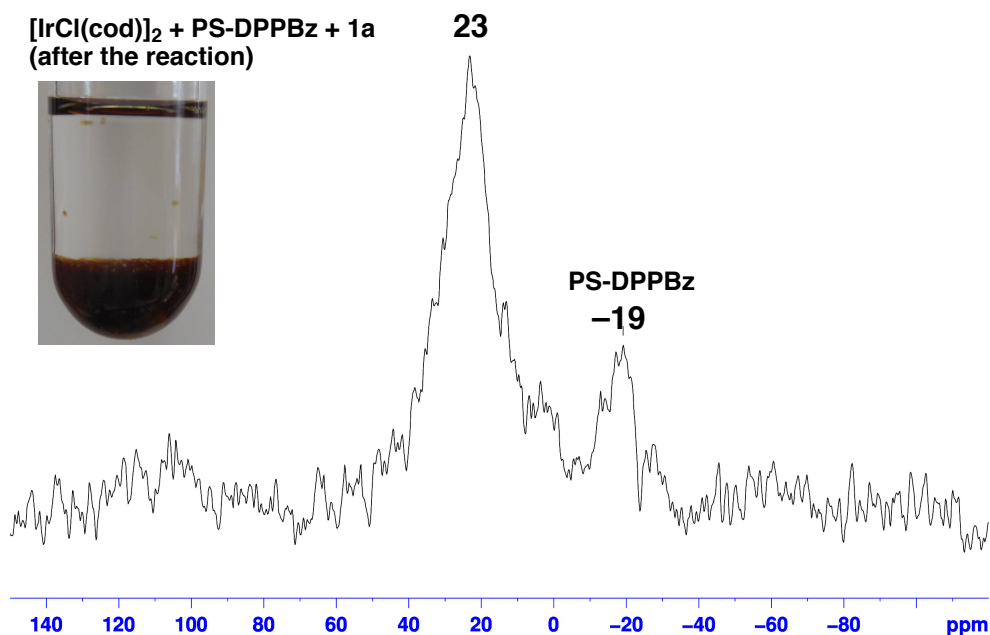 [IrCl(cod)]2 + PS-DPPBz + 1a
(after the reaction)
23
PS-DPPBz
–19
140 120 100 80 60 40 20 0 –20 –40 –60 –80 ppm